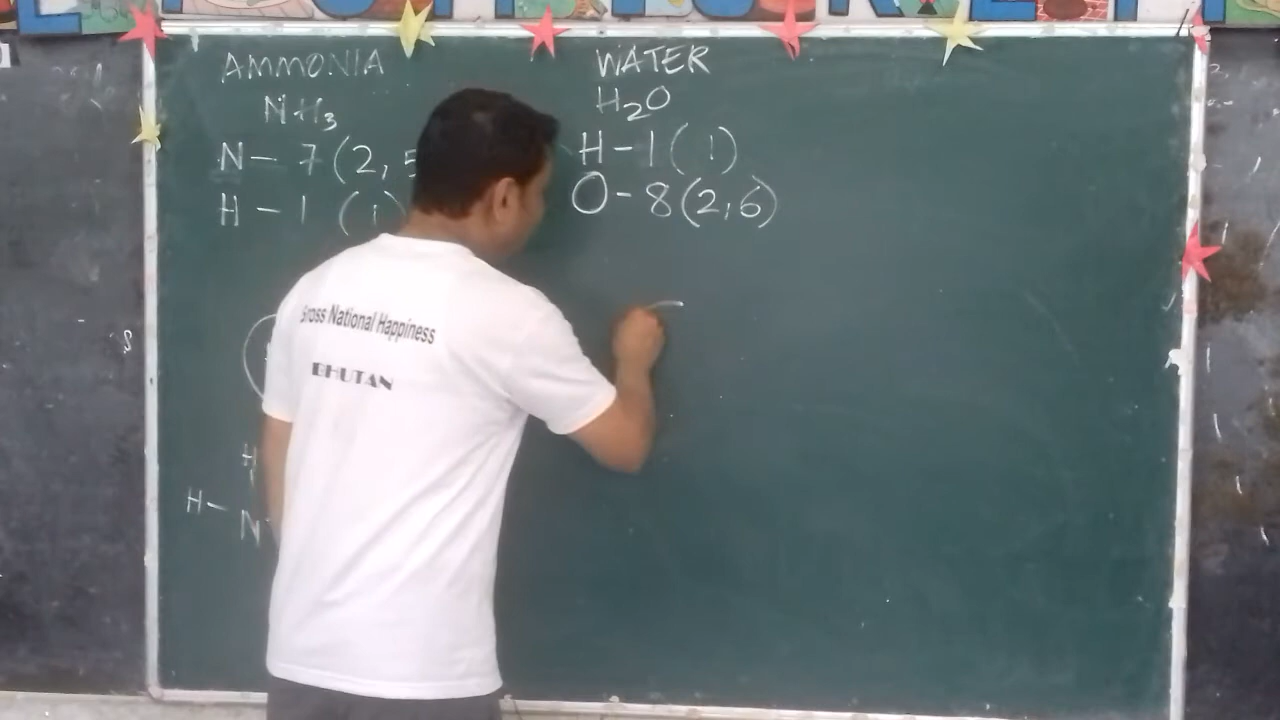 AMMONIA
NH3
N - 7 (2, 5
H - 1 (1)
H
H - N
WATER
H2O
H - 1 (1)
O - 8 (2,6)
Gross National Happiness
BHUTAN